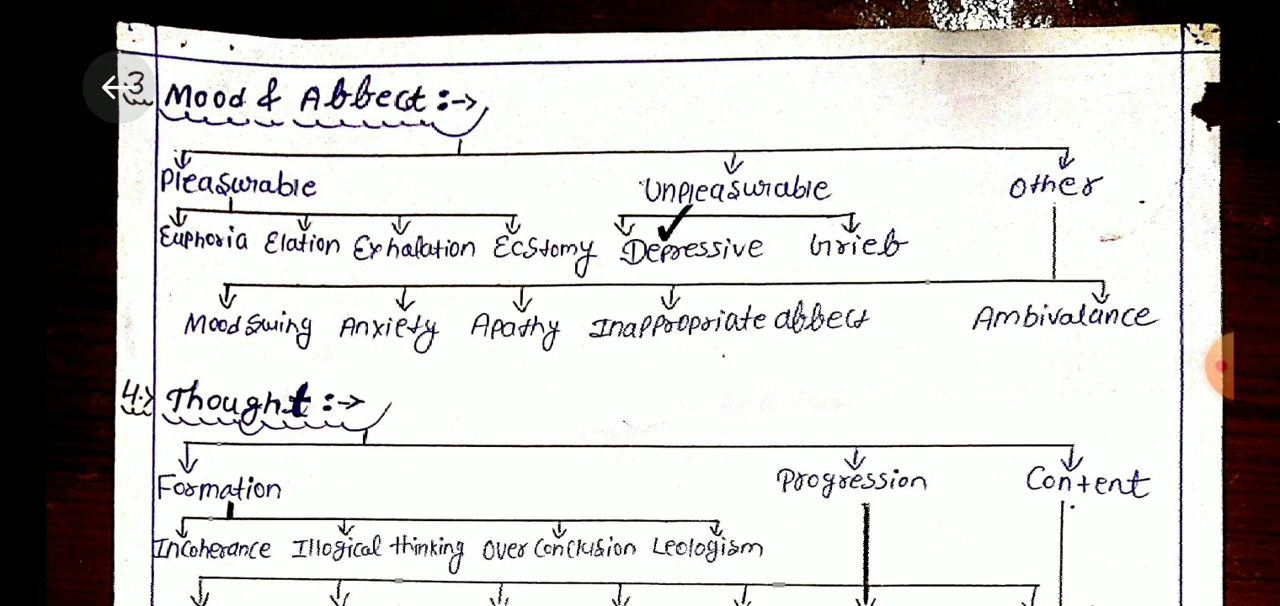 3 Mood & Abbect :->
Pleasurable Unpleasurable Other
Euphoria Elation Exhalation Ecstomy Depressive Grieb
Mood Swing Anxiety Apathy Inappropriate abbect Ambivalance
4.> Thought :->
Formation Progression Content
Incoherance Illogical thinking Over Conclusion Leologism